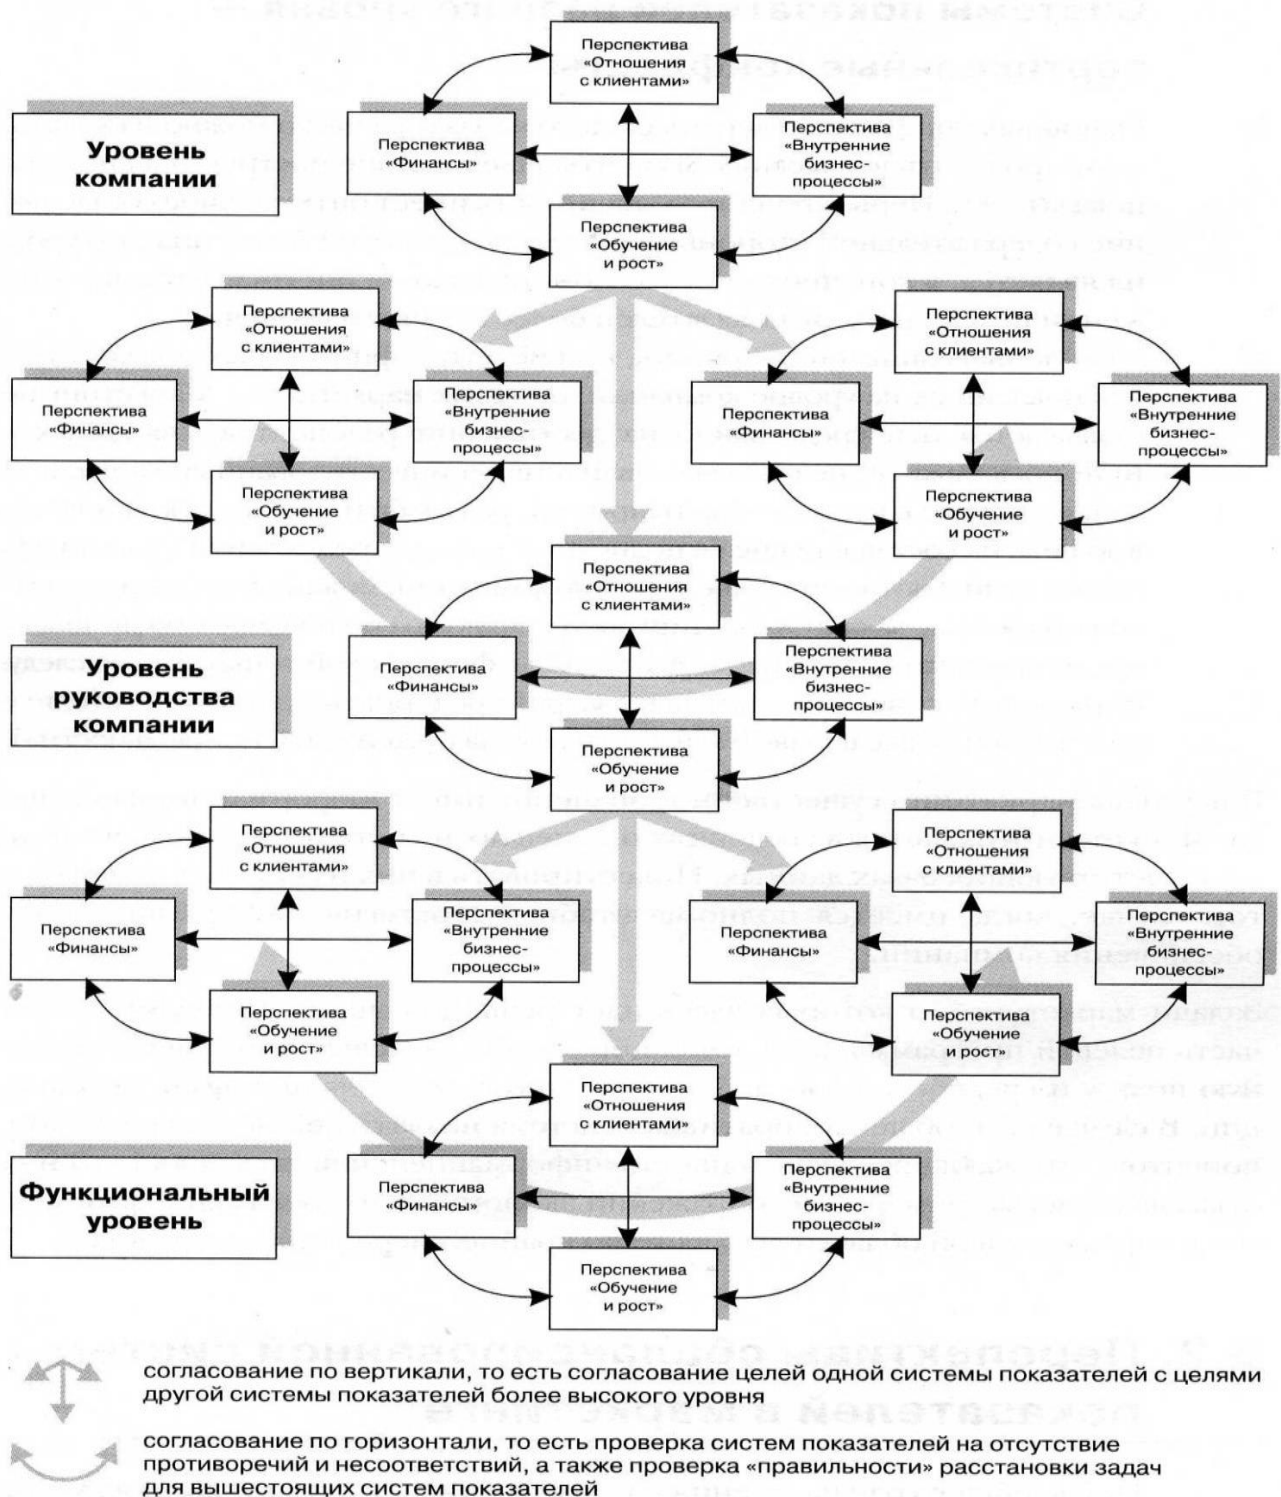 Перспектива
«Отношения
с клиентами»
Уровень
компании
Перспектива
«Финансы»
Перспектива
«Внутренние
бизнес-
процессы»
Перспектива
«Обучение
и рост»
Перспектива
«Отношения
с клиентами»
Перспектива
«Финансы»
Перспектива
«Внутренние
бизнес-
процессы»
Перспектива
«Обучение
и рост»
Перспектива
«Отношения
с клиентами»
Перспектива
«Финансы»
Перспектива
«Внутренние
бизнес-
процессы»
Перспектива
«Обучение
и рост»
Уровень
руководства
компании
Перспектива
«Отношения
с клиентами»
Перспектива
«Финансы»
Перспектива
«Внутренние
бизнес-
процессы»
Перспектива
«Обучение
и рост»
Перспектива
«Отношения
с клиентами»
Перспектива
«Финансы»
Перспектива
«Внутренние
бизнес-
процессы»
Перспектива
«Обучение
и рост»
Перспектива
«Отношения
с клиентами»
Перспектива
«Финансы»
Перспектива
«Внутренние
бизнес-
процессы»
Перспектива
«Обучение
и рост»
Функциональный
уровень
Перспектива
«Отношения
с клиентами»
Перспектива
«Финансы»
Перспектива
«Внутренние
бизнес-
процессы»
Перспектива
«Обучение
и рост»
согласование по вертикали, то есть согласование целей одной системы показателей с целями
другой системы показателей более высокого уровня
согласование по горизонтали, то есть проверка систем показателей на отсутствие
противоречий и несоответствий, а также проверка «правильности» расстановки задач
для вышестоящих систем показателей